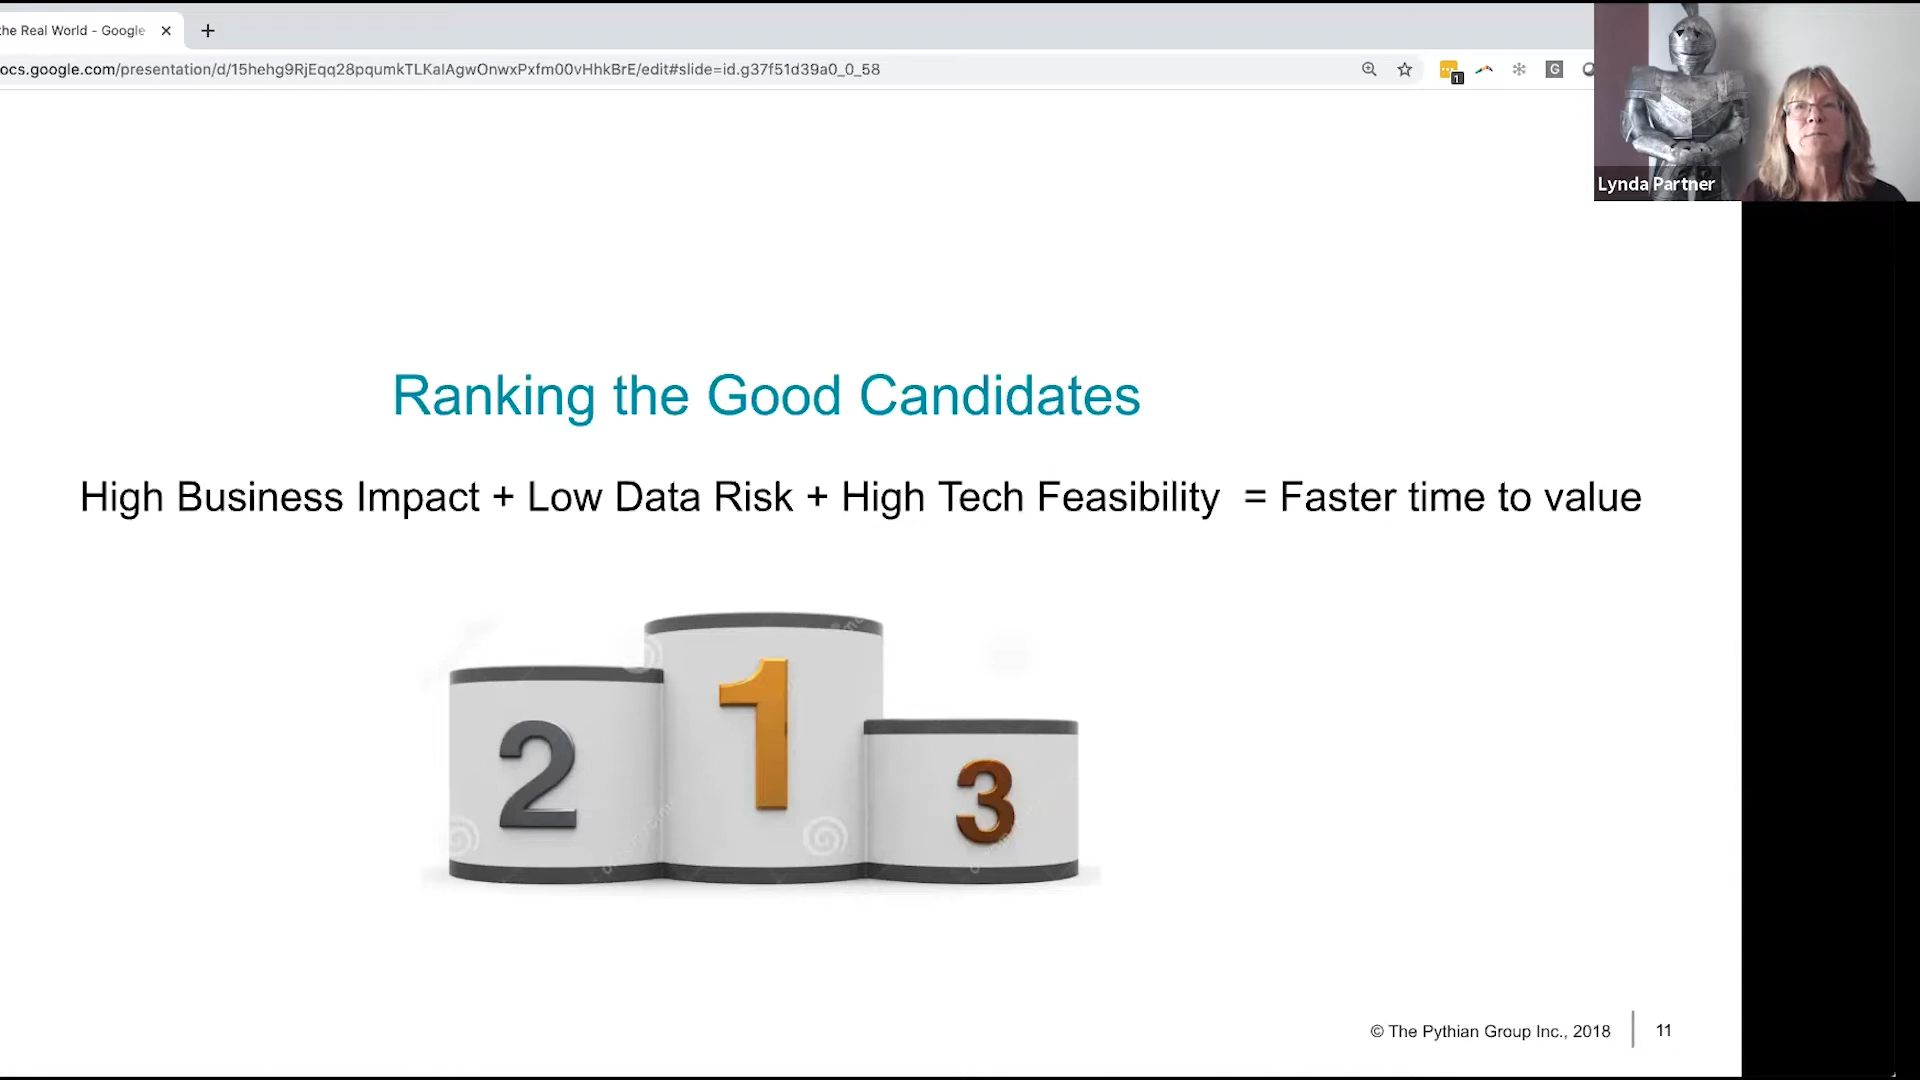 the Real World - Google
ocs.google.com/presentation/d/15hehg9RjEqq28pqumkTLKalAgwOnwxPxfm00vHhkBrE/edit#slide=id.g37f51d39a0_0_58
1
G
Lynda Partner
Ranking the Good Candidates
High Business Impact + Low Data Risk + High Tech Feasibility = Faster time to value
1
2
3
© The Pythian Group Inc., 2018
11